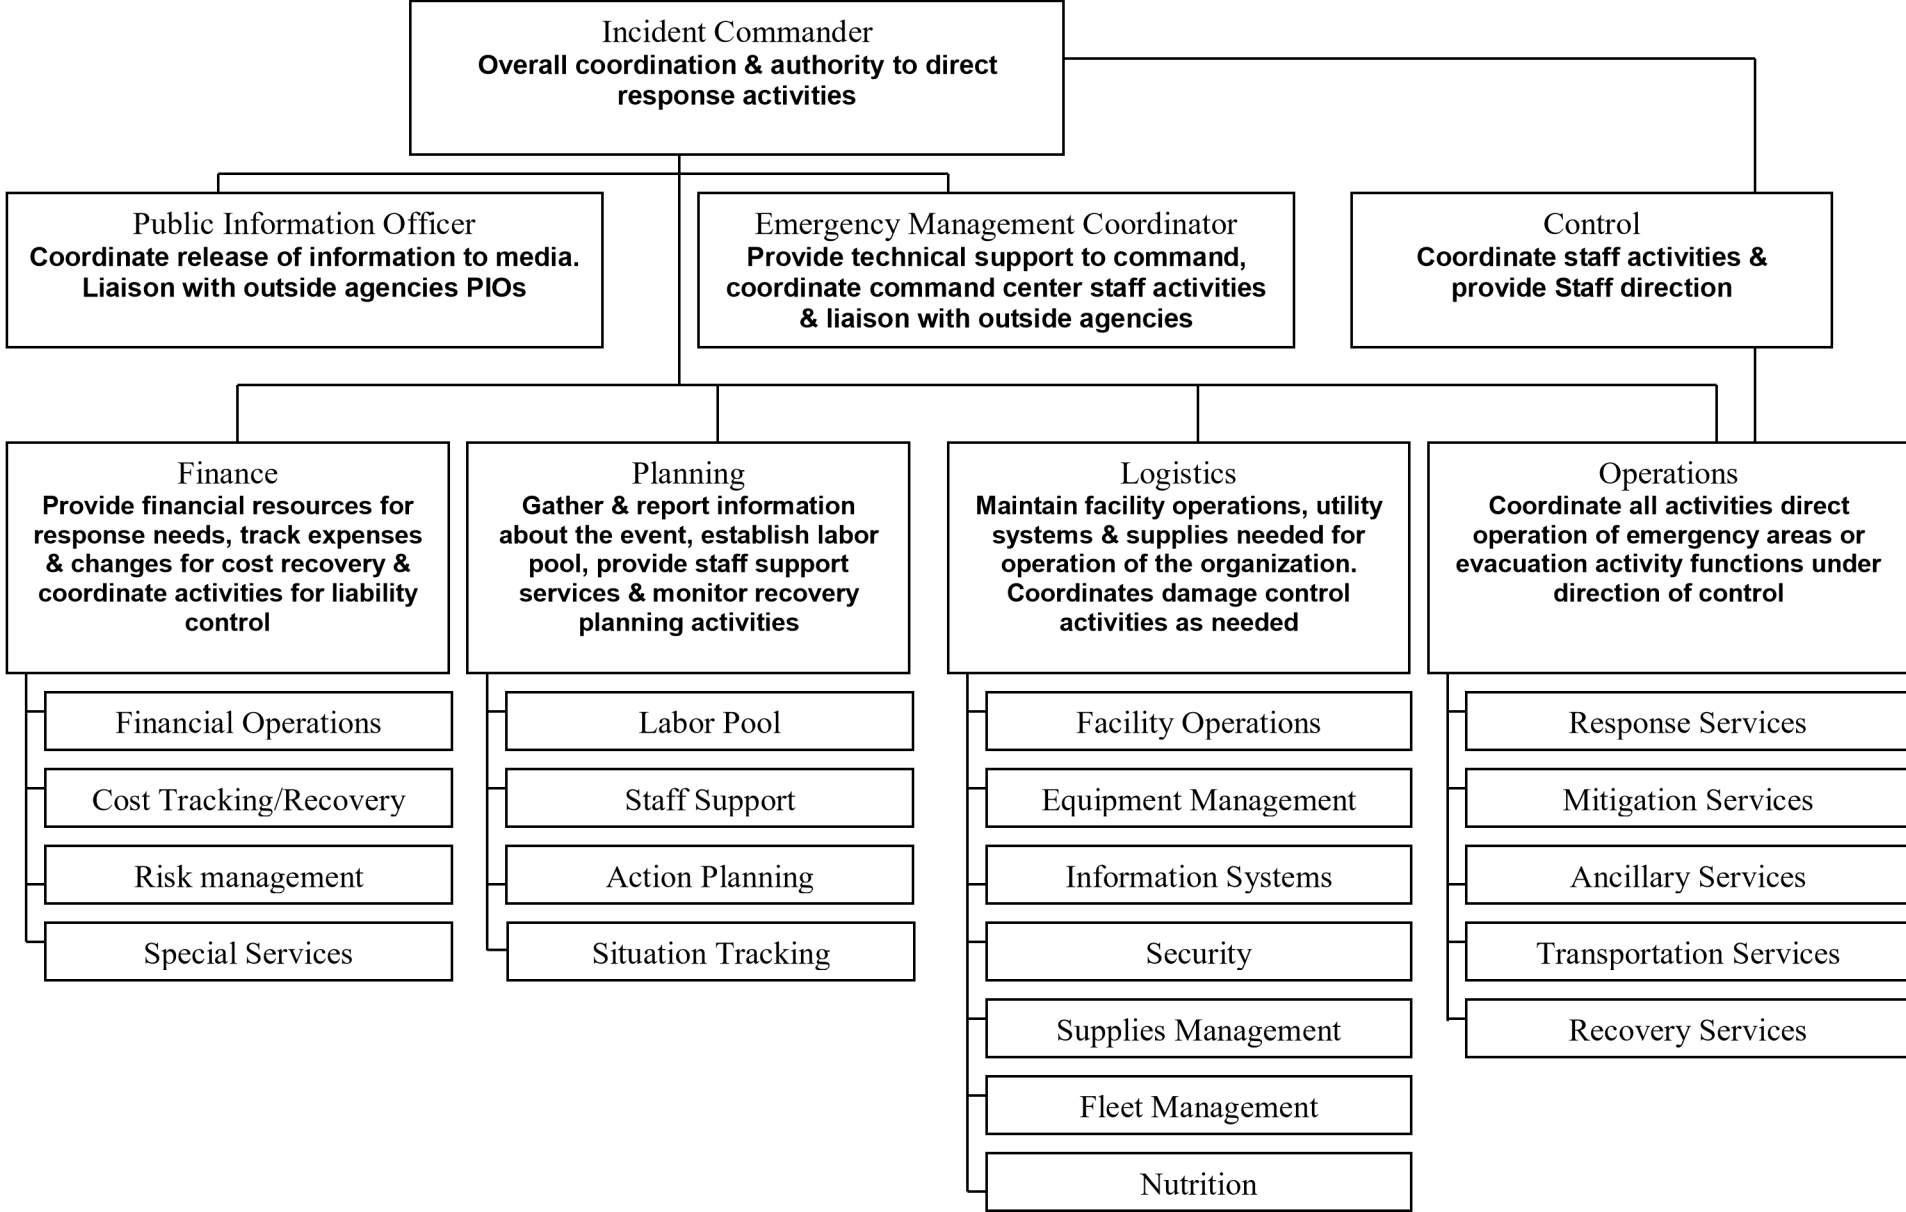 Incident Commander
Overall coordination & authority to direct
response activities
Public Information Officer
Coordinate release of information to media.
Liaison with outside agencies PIOs
Emergency Management Coordinator
Provide technical support to command,
coordinate command center staff activities
& liaison with outside agencies
Control
Coordinate staff activities &
provide Staff direction
Finance
Provide financial resources for
response needs, track expenses
& changes for cost recovery &
coordinate activities for liability
control
Planning
Gather & report information
about the event, establish labor
pool, provide staff support
services & monitor recovery
planning activities
Logistics
Maintain facility operations, utility
systems & supplies needed for
operation of the organization.
Coordinates damage control
activities as needed
Operations
Coordinate all activities direct
operation of emergency areas or
evacuation activity functions under
direction of control
Financial Operations
Cost Tracking/Recovery
Risk management
Special Services
Labor Pool
Staff Support
Action Planning
Situation Tracking
Facility Operations
Equipment Management
Information Systems
Security
Supplies Management
Fleet Management
Nutrition
Response Services
Mitigation Services
Ancillary Services
Transportation Services
Recovery Services